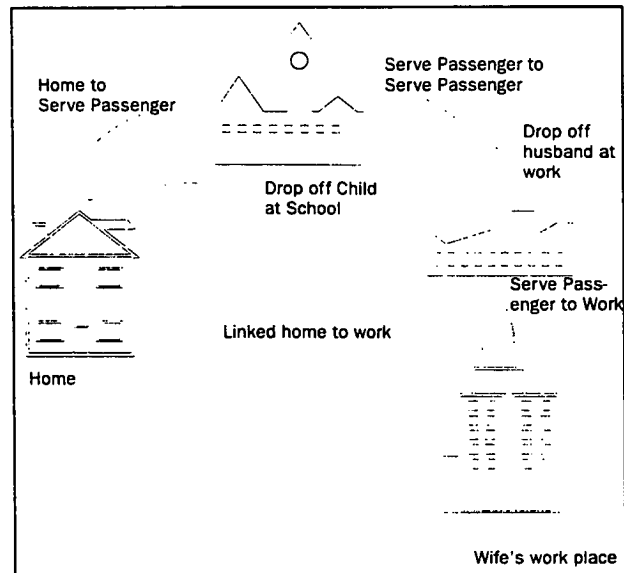 Home to
Serve Passenger
Serve Passenger to
Serve Passenger
Drop off
husband at
work
Drop off Child
at School
Serve Pass-
enger to Work
Linked home to work
Home
Wife's work place